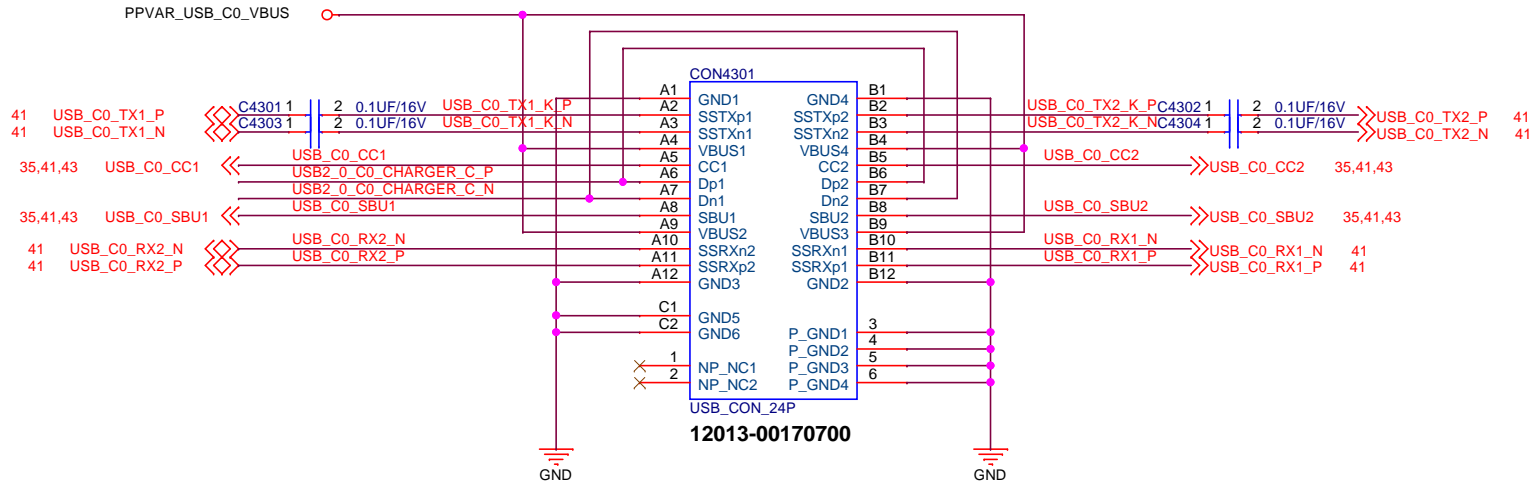 PPVAR_USB_C0_VBUS
CON4301
A1 GND1 GND4 B1
41 USB_C0_TX1_P C4301 1 2 0.1UF/16V USB_C0_TX1_K_P A2 SSTXp1 SSTXp2 B2 USB_C0_TX2_K_P C4302 1 2 0.1UF/16V USB_C0_TX2_P 41
41 USB_C0_TX1_N C4303 1 2 0.1UF/16V USB_C0_TX1_K_N A3 SSTXn1 SSTXn2 B3 USB_C0_TX2_K_N C4304 1 2 0.1UF/16V USB_C0_TX2_N 41
A4 VBUS1 VBUS4 B4
35,41,43 USB_C0_CC1 USB_C0_CC1 A5 CC1 CC2 B5 USB_C0_CC2 USB_C0_CC2 35,41,43
USB2_0_C0_CHARGER_C_P A6 Dp1 Dp2 B6
USB2_0_C0_CHARGER_C_N A7 Dn1 Dn2 B7
35,41,43 USB_C0_SBU1 USB_C0_SBU1 A8 SBU1 SBU2 B8 USB_C0_SBU2 USB_C0_SBU2 35,41,43
A9 VBUS2 VBUS3 B9
41 USB_C0_RX2_N USB_C0_RX2_N A10 SSRXn2 SSRXn1 B10 USB_C0_RX1_N USB_C0_RX1_N 41
41 USB_C0_RX2_P USB_C0_RX2_P A11 SSRXp2 SSRXp1 B11 USB_C0_RX1_P USB_C0_RX1_P 41
A12 GND3 GND2 B12
C1 GND5
C2 GND6 P_GND1 3
P_GND2 4
1 NP_NC1 P_GND3 5
2 NP_NC2 P_GND4 6
USB_CON_24P
12013-00170700
GND GND